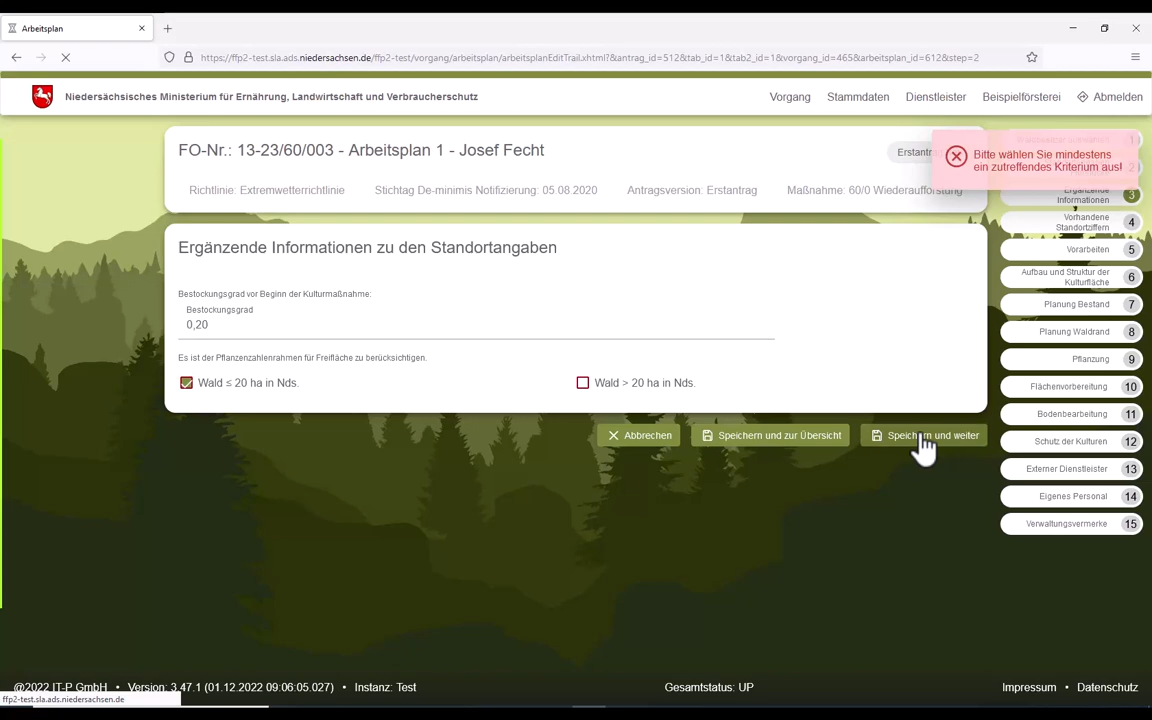 Arbeitsplan
https://ffp2-test.sla.ads.niedersachsen.de/ffp2-test/vorgang/arbeitsplan/arbeitsplanEditTrail.xhtml?&antrag_id=512&tab_id=1&tab2_id=1&vorgang_id=465&arbeitsplan_id=612&step=2
Niedersächsisches Ministerium für Ernährung, Landwirtschaft und Verbraucherschutz
Vorgang Stammdaten Dienstleister Beispielförsterei Abmelden
FO-Nr.: 13-23/60/003 - Arbeitsplan 1 - Josef Fecht
Richtlinie: Extremwetterrichtlinie Stichtag De-minimis Notifizierung: 05.08.2020 Antragsversion: Erstantrag Maßnahme: 60/0 Wiederaufforstung
Bitte wählen Sie mindestens
ein zutreffendes Kriterium aus!
1
2
Ergänzende
Informationen 3
Vorhandene
Standortziffern 4
Vorarbeiten 5
Aufbau und Struktur der
Kulturfläche 6
Planung Bestand 7
Planung Waldrand 8
Pflanzung 9
Flächenvorbereitung 10
Bodenbearbeitung 11
Schutz der Kulturen 12
Externer Dienstleister 13
Eigenes Personal 14
Verwaltungsvermerke 15
Ergänzende Informationen zu den Standortangaben
Bestockungsgrad vor Beginn der Kulturmaßnahme:
Bestockungsgrad
0,20
Es ist der Pflanzenzahlenrahmen für Freifläche zu berücksichtigen.
Wald ≤ 20 ha in Nds. Wald > 20 ha in Nds.
Abbrechen Speichern und zur Übersicht Speichern und weiter
@2022 IT-P GmbH • Version: 3.47.1 (01.12.2022 09:06:05.027) • Instanz: Test Gesamtstatus: UP Impressum • Datenschutz
ffp2-test.sla.ads.niedersachsen.de